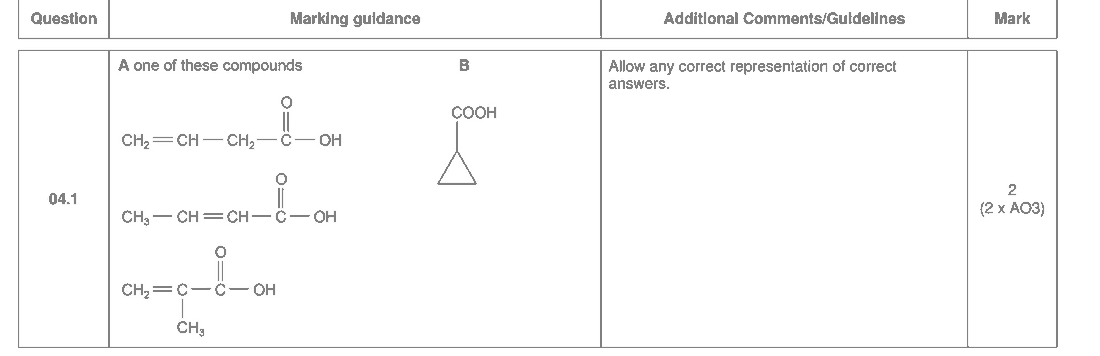 Question Marking guidance Additional Comments/Guidelines Mark
04.1
A one of these compounds B
O
CH₂ CH CH₂ C OH
O
CH₃ CH CH C OH
O
CH₂ C C OH
CH₃
COOH
Allow any correct representation of correct
answers.
2
(2 x AO3)